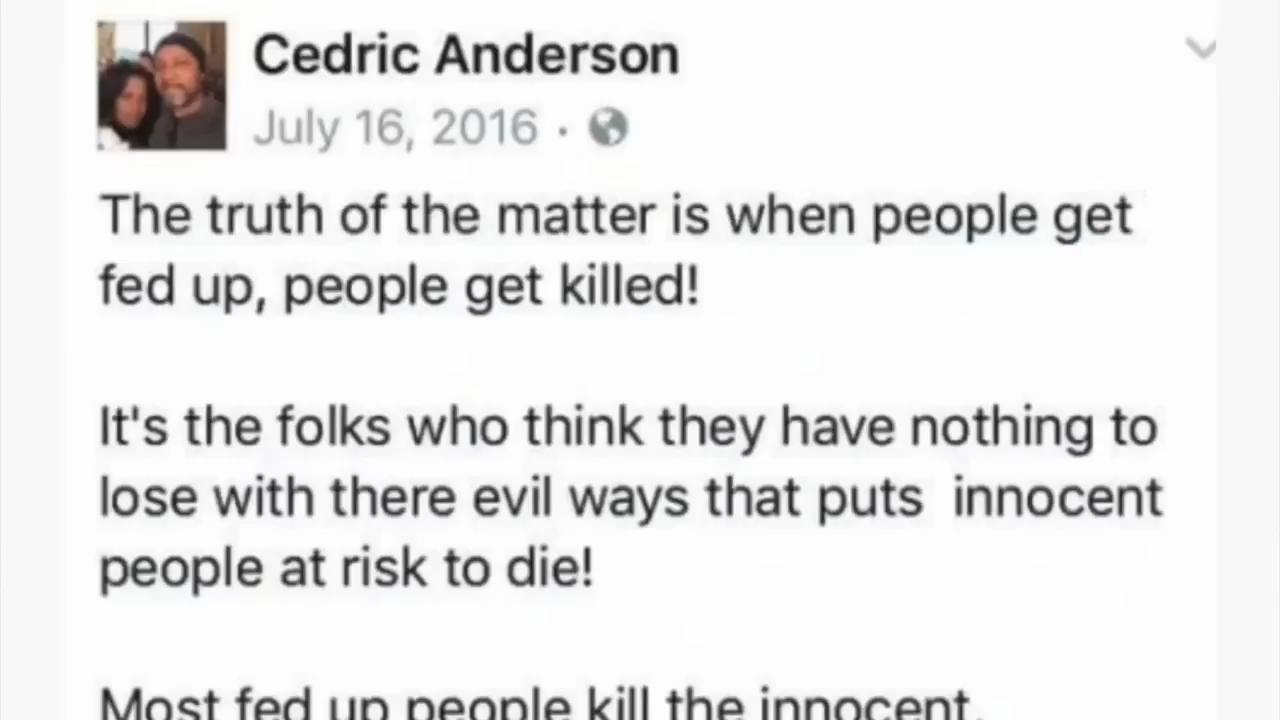 Cedric Anderson
July 16, 2016 ·
The truth of the matter is when people get
fed up, people get killed!
It's the folks who think they have nothing to
lose with there evil ways that puts  innocent
people at risk to die!
Most fed up people kill the innocent.